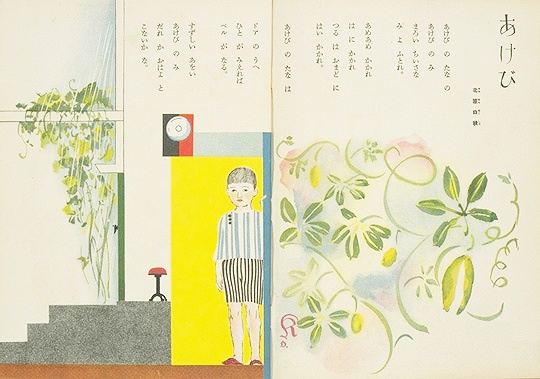 あけび
北原白秋
あけび の たな の
あけび の み
まろい ちいさな
み よ ふとれ。
あめあめ かかれ
は に かかれ
つる は おまど に
はい かかれ。
あけび の たな は
ドア の うへ
ひと が みえれば
ベル が なる。
すずしい あをい
あけび の み
だれ か おはよ と
こない か な。